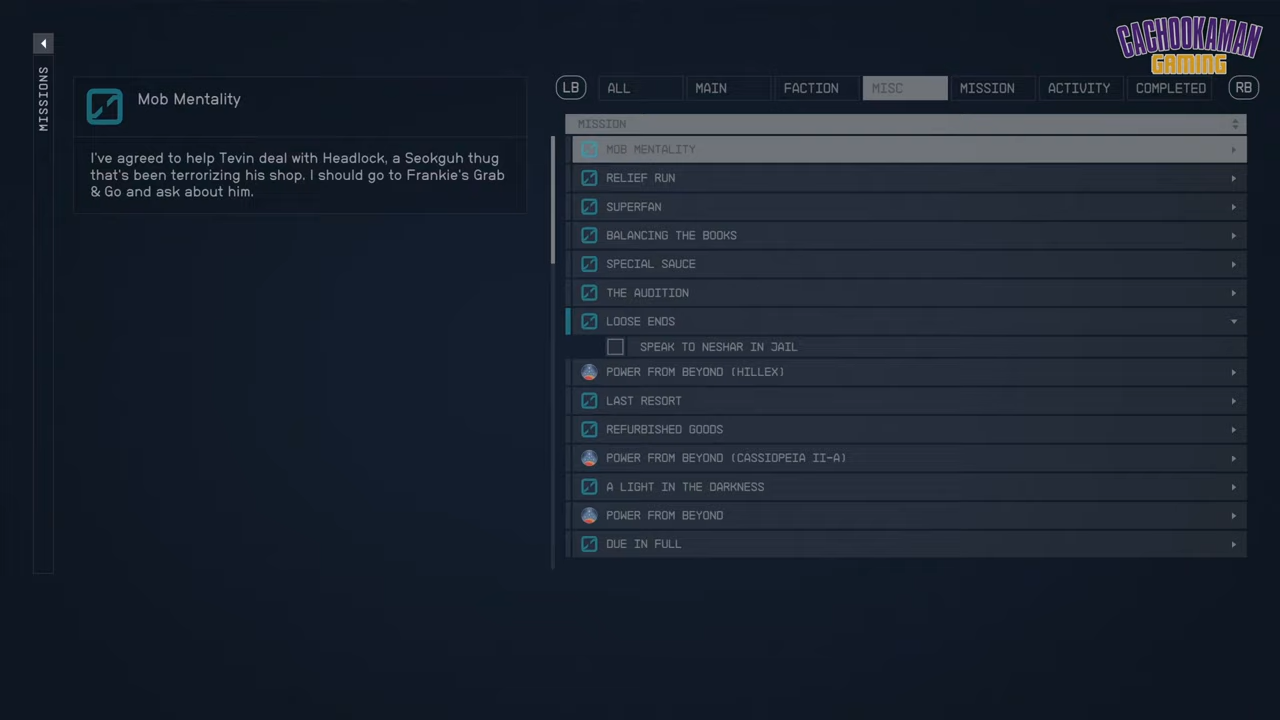 CACHOOKAMAN
GAMING
MISSIONS
Mob Mentality
I've agreed to help Tevin deal with Headlock, a Seokguh thug
that's been terrorizing his shop. I should go to Frankie's Grab
& Go and ask about him.
LB ALL MAIN FACTION MISC MISSION ACTIVITY COMPLETED RB
MISSION
MOB MENTALITY
RELIEF RUN
SUPERFAN
BALANCING THE BOOKS
SPECIAL SAUCE
THE AUDITION
LOOSE ENDS
SPEAK TO NESHAR IN JAIL
POWER FROM BEYOND (HILLEX)
LAST RESORT
REFURBISHED GOODS
POWER FROM BEYOND (CASSIOPEIA II-A)
A LIGHT IN THE DARKNESS
POWER FROM BEYOND
DUE IN FULL